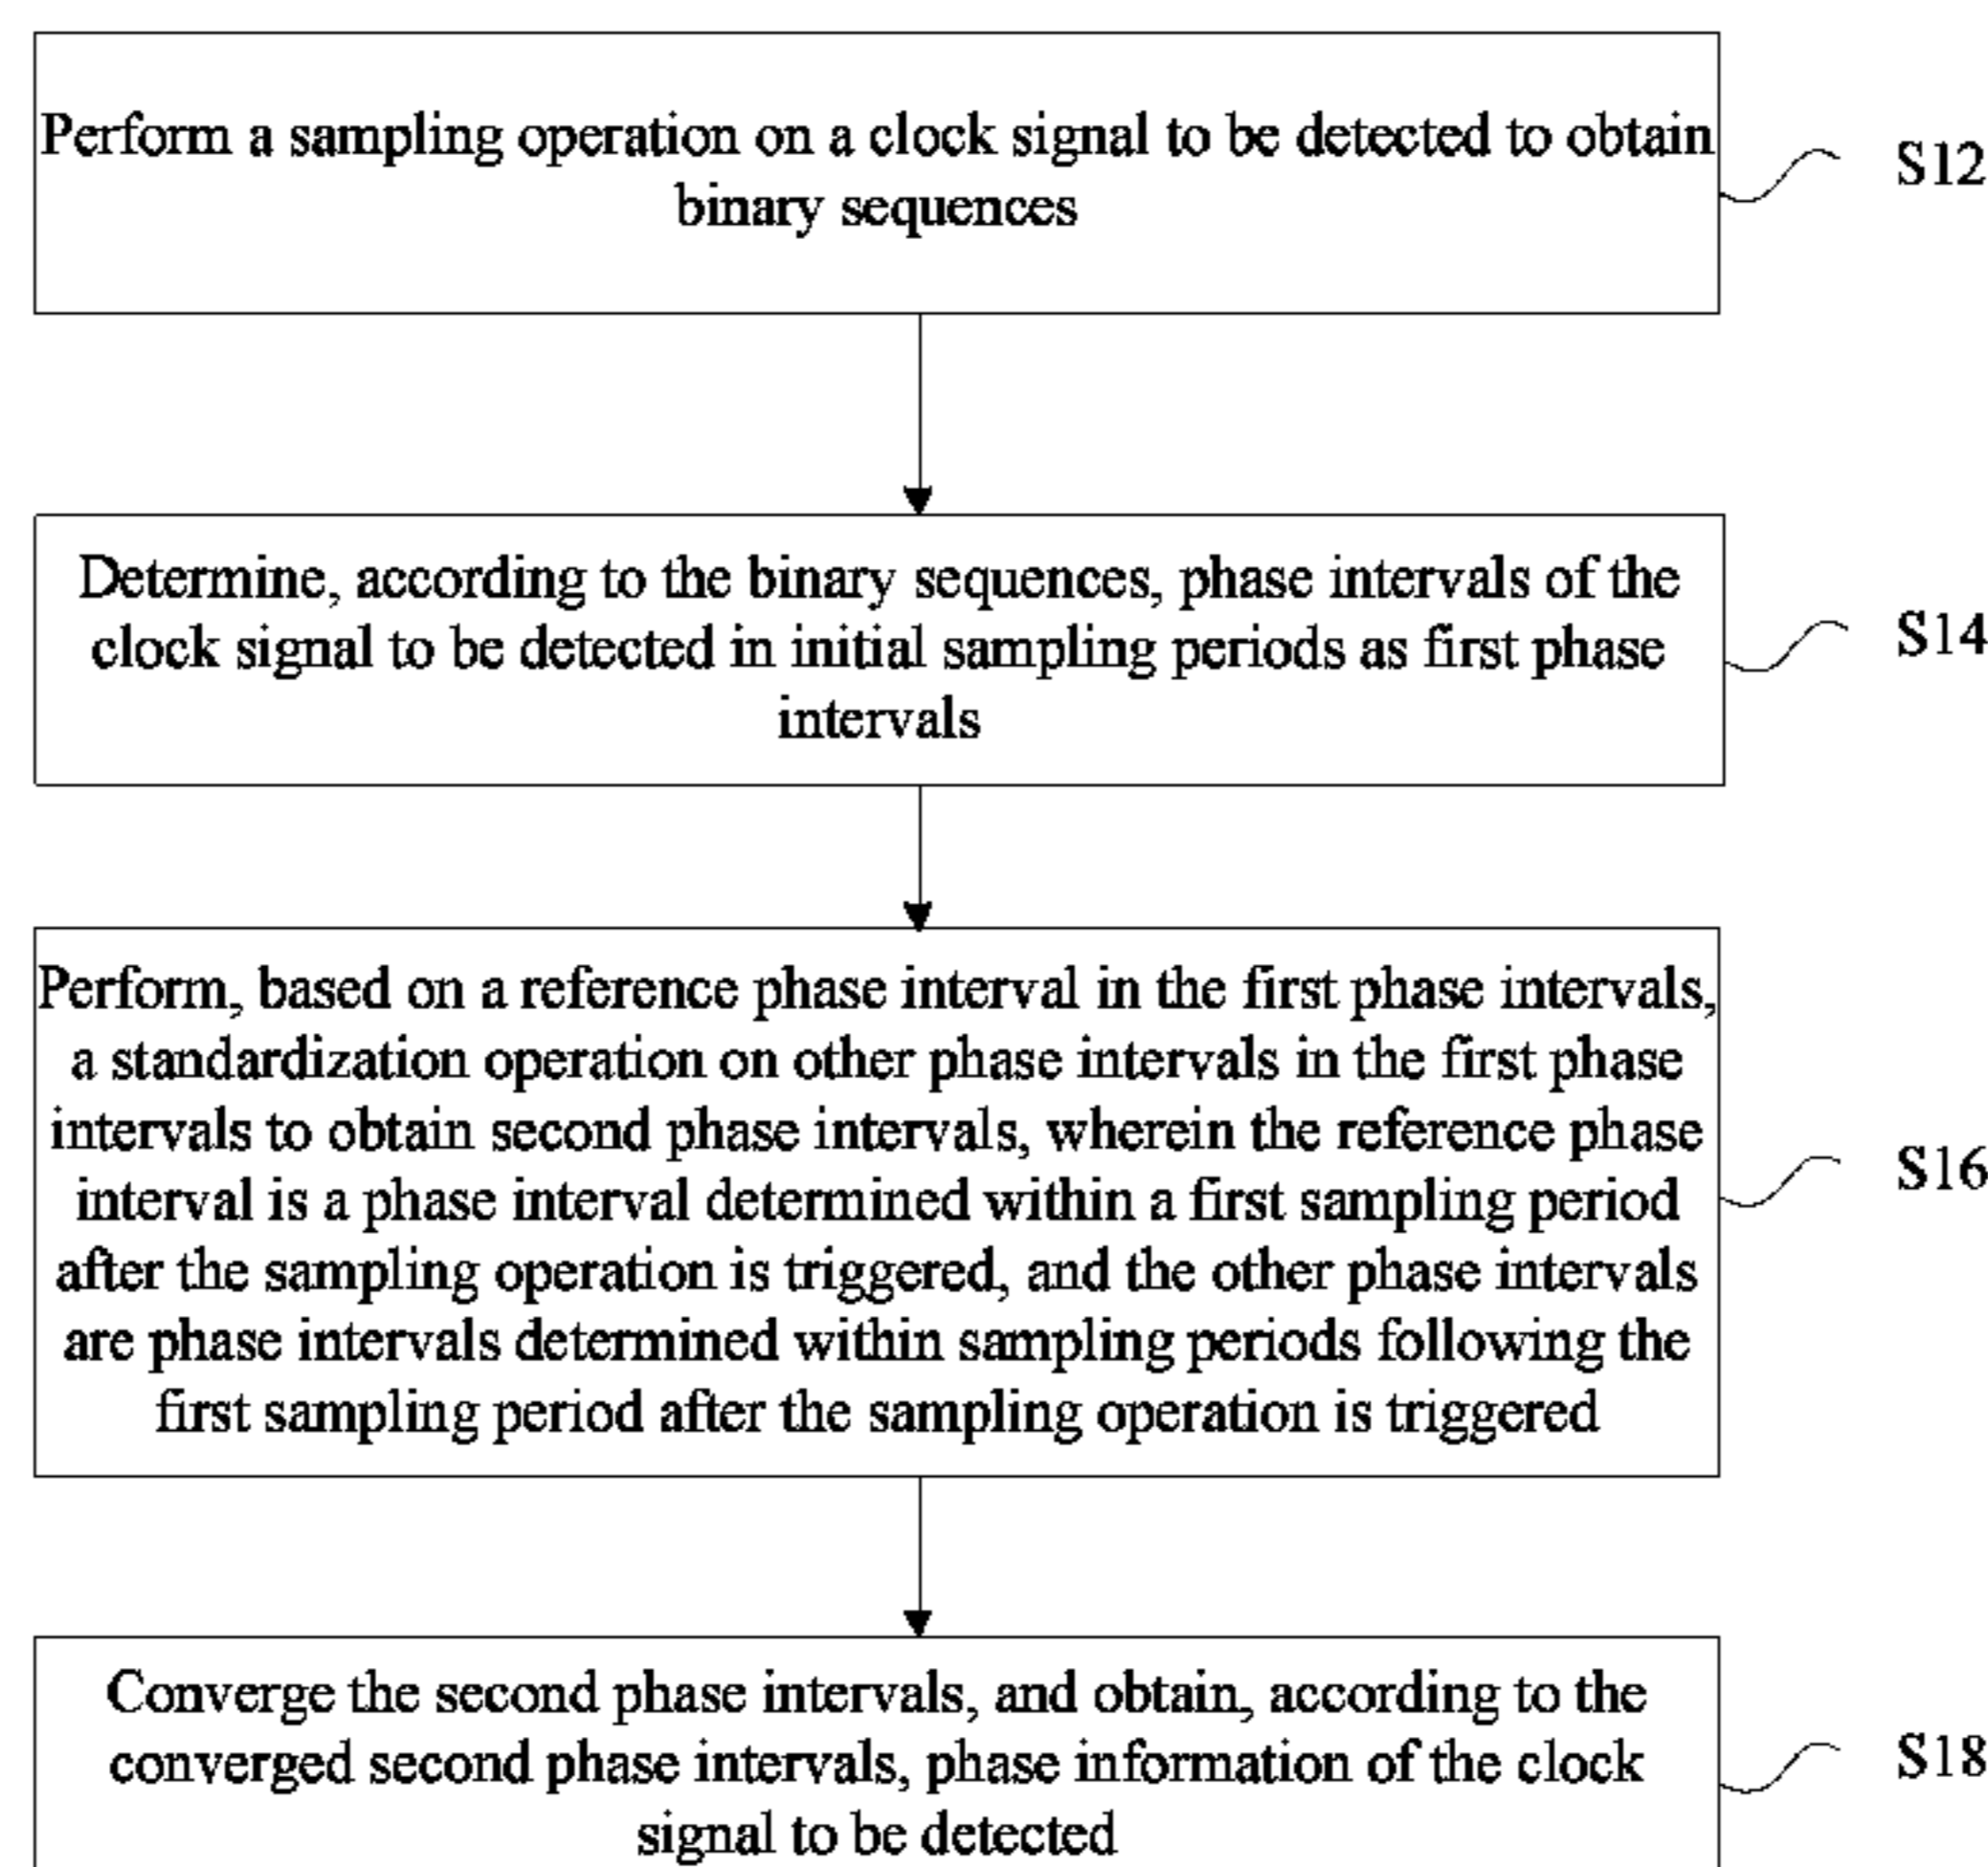 Perform a sampling operation on a clock signal to be detected to obtain
binary sequences
S12
Determine, according to the binary sequences, phase intervals of the
clock signal to be detected in initial sampling periods as first phase
intervals
S14
Perform, based on a reference phase interval in the first phase intervals,
a standardization operation on other phase intervals in the first phase
intervals to obtain second phase intervals, wherein the reference phase
interval is a phase interval determined within a first sampling period
after the sampling operation is triggered, and the other phase intervals
are phase intervals determined within sampling periods following the
first sampling period after the sampling operation is triggered
S16
Converge the second phase intervals, and obtain, according to the
converged second phase intervals, phase information of the clock
signal to be detected
S18